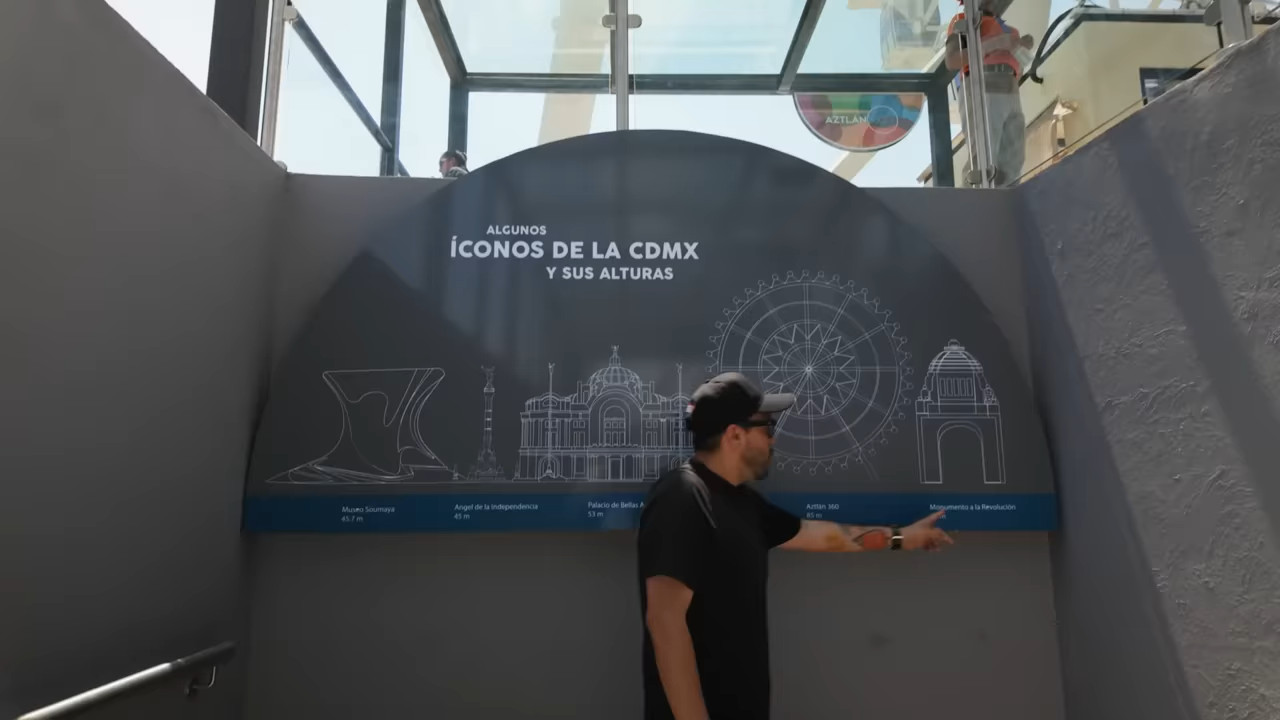 AZTLÁN
ALGUNOS
ÍCONOS DE LA CDMX
Y SUS ALTURAS
Museo Soumaya
45.7 m
Ángel de la Independencia
45 m
Palacio de Bellas
53 m
Aztlán 360
85 m
Monumento a la Revolución